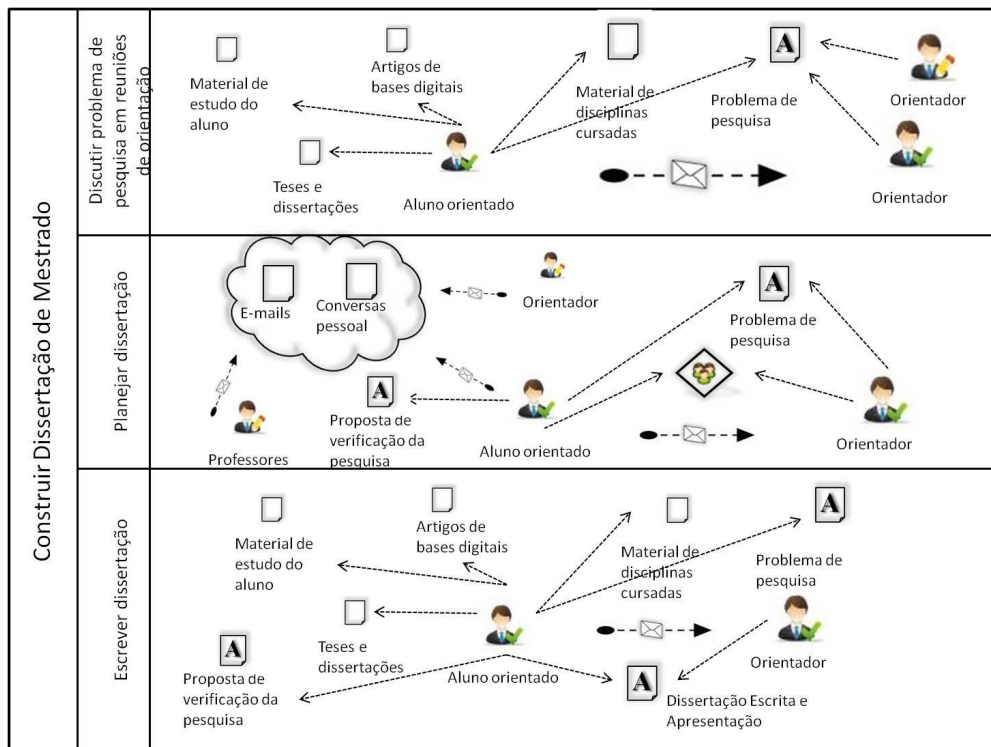 Construir Dissertação de Mestrado
Discutir problema de
pesquisa em reuniões
de orientação
Material de
estudo do
aluno
Artigos de
bases digitais
Teses e
dissertações
Aluno orientado
Material de
disciplinas
cursadas
A
Problema de
pesquisa
Orientador
Orientador
Planejar dissertação
E-mails
Conversas
pessoal
Orientador
Professores
A
Proposta de
verificação da
pesquisa
Aluno orientado
A
Problema de
pesquisa
Orientador
Escrever dissertação
Material de
estudo do
aluno
Artigos de
bases digitais
Teses e
dissertações
A
Proposta de
verificação da
pesquisa
Aluno orientado
Material de
disciplinas
cursadas
A
Problema de
pesquisa
Orientador
A
Dissertação Escrita e
Apresentação